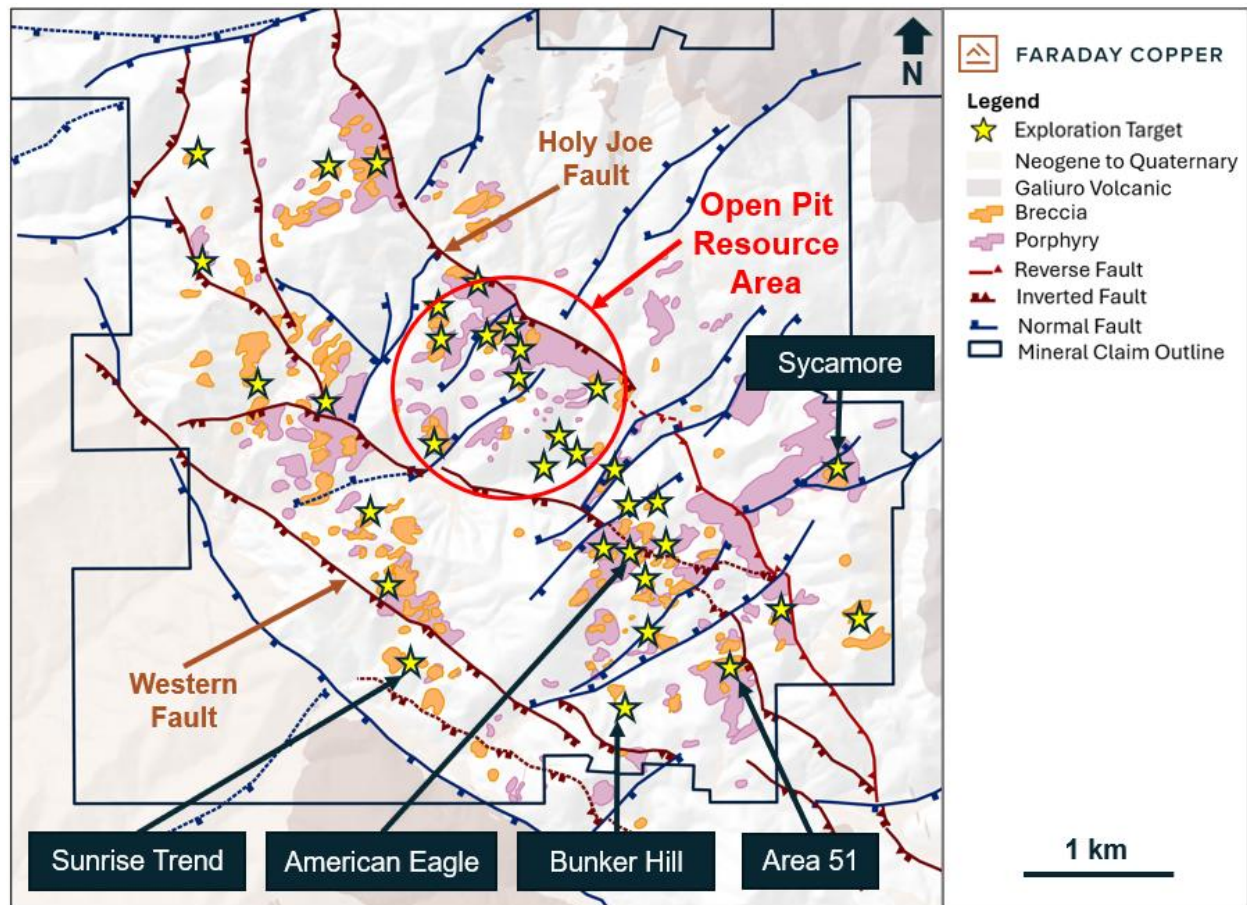 N
Holy Joe
Fault
Open Pit
Resource
Area
Sycamore
Western
Fault
Sunrise Trend
American Eagle
Bunker Hill
Area 51
FARADAY COPPER
Legend
Exploration Target
Neogene to Quaternary
Galiuro Volcanic
Breccia
Porphyry
Reverse Fault
Inverted Fault
Normal Fault
Mineral Claim Outline
1 km